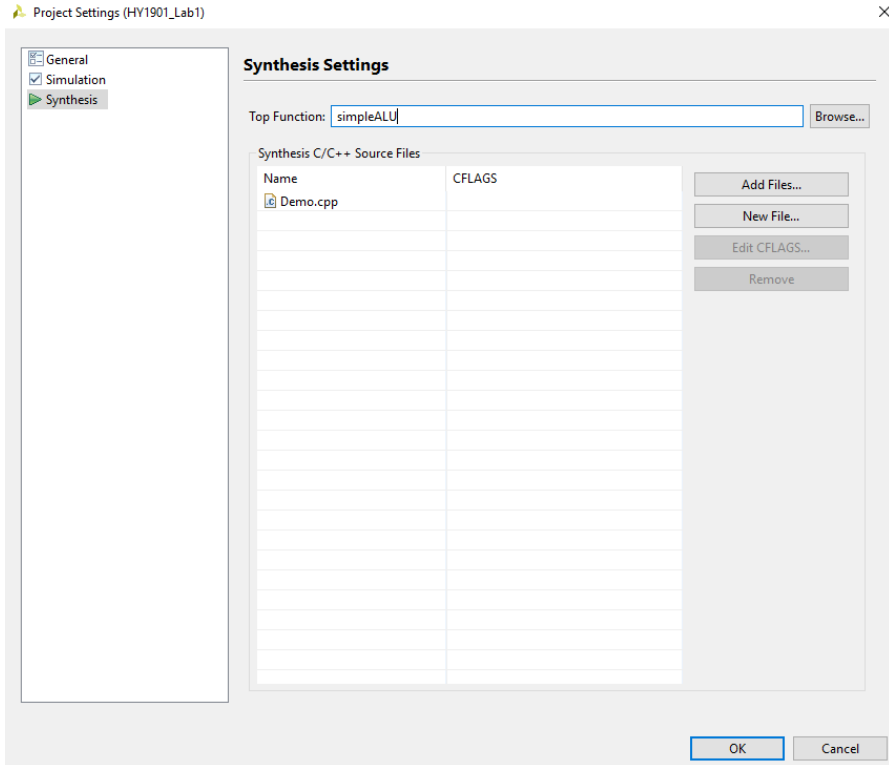 Project Settings (HY1901_Lab1)
General
Simulation
Synthesis
Synthesis Settings
Top Function: simpleALU Browse...
Synthesis C/C++ Source Files
Name CFLAGS
.c Demo.cpp
Add Files...
New File...
Edit CFLAGS...
Remove
OK Cancel